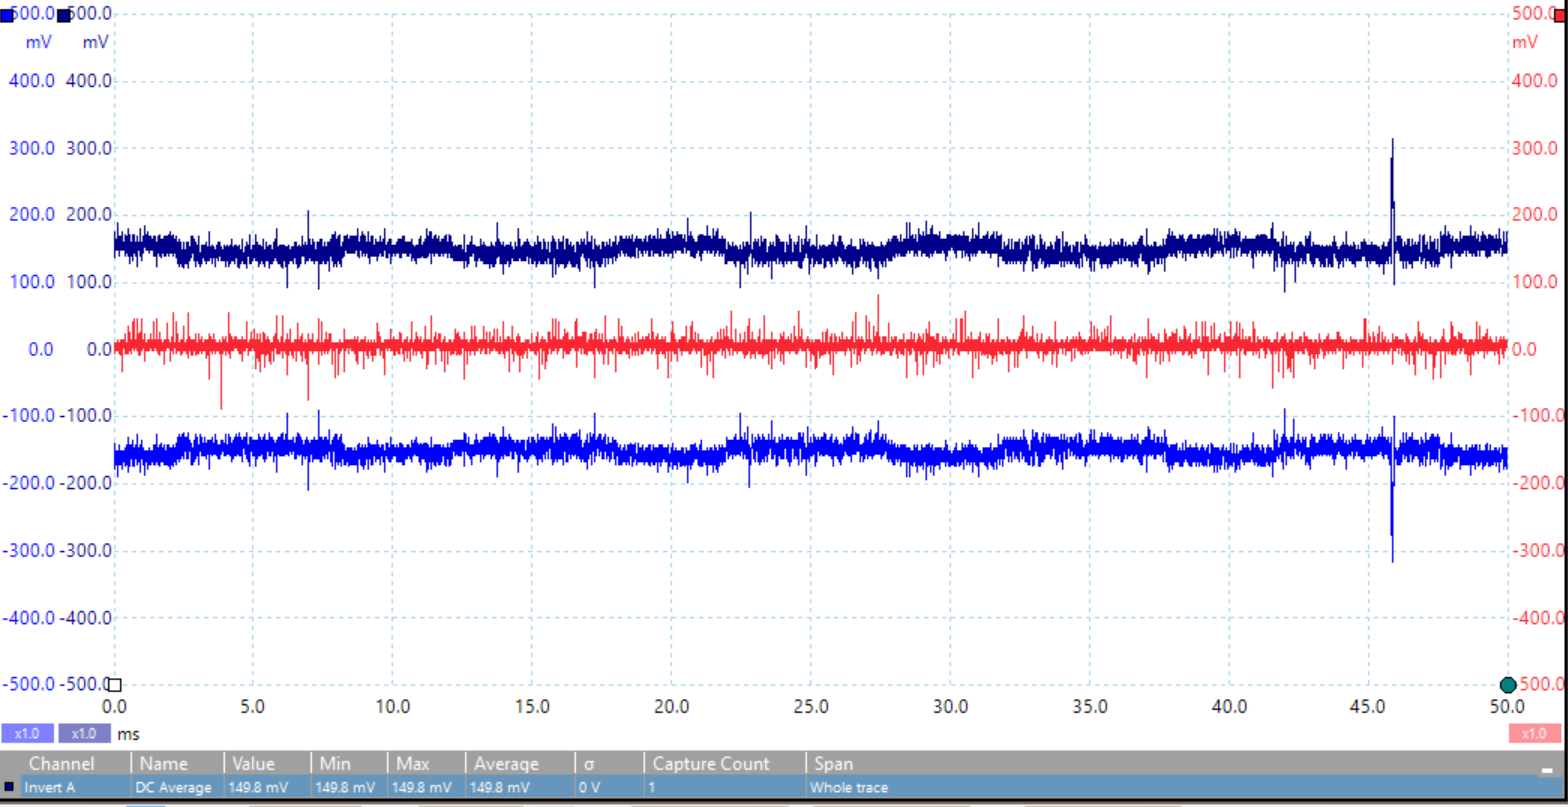 500.0 500.0 500.0
mV mV mV
400.0 400.0 400.0
300.0 300.0 300.0
200.0 200.0 200.0
100.0 100.0 100.0
0.0 0.0 0.0
-100.0 -100.0 -100.0
-200.0 -200.0 -200.0
-300.0 -300.0 -300.0
-400.0 -400.0 -400.0
-500.0 -500.0 500.0
0.0 5.0 10.0 15.0 20.0 25.0 30.0 35.0 40.0 45.0 50.0
x1.0 x1.0 ms x1.0
Channel Name Value Min Max Average σ Capture Count Span
Invert A DC Average 149.8 mV 149.8 mV 149.8 mV 149.8 mV 0 V 1 Whole trace